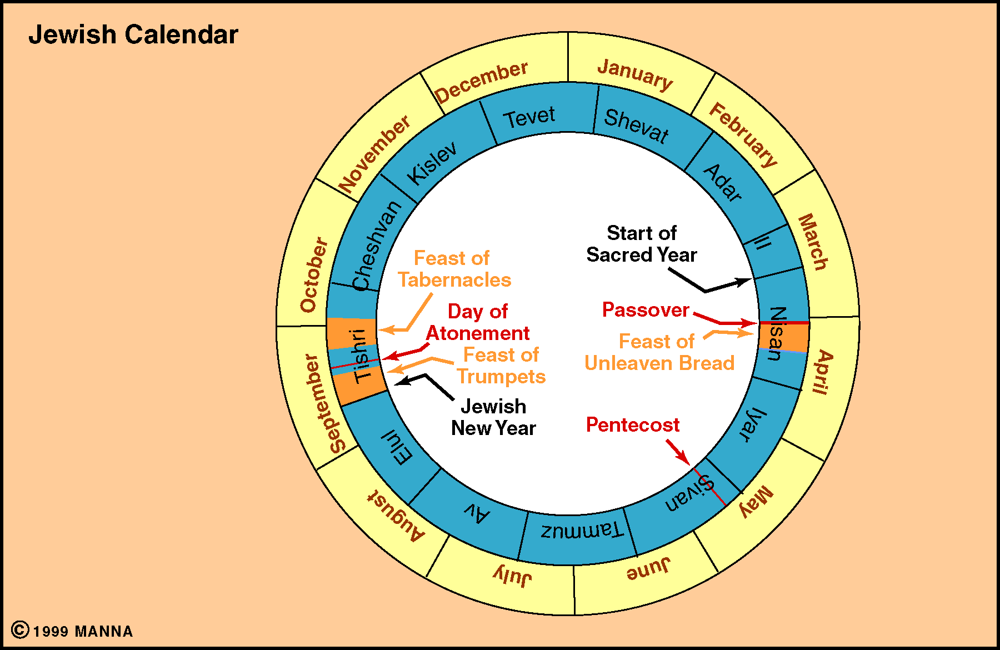 Jewish Calendar
January
February
March
April
May
June
July
August
September
October
November
December
Tevet
Shevat
Adar
II
Nisan
Iyar
Sivan
Tammuz
Av
Elul
Tishri
Cheshvan
Kislev
Feast of
Tabernacles
Day of
Atonement
Feast of
Trumpets
Jewish
New Year
Start of
Sacred Year
Passover
Feast of
Unleaven Bread
Pentecost
© 1999 MANNA